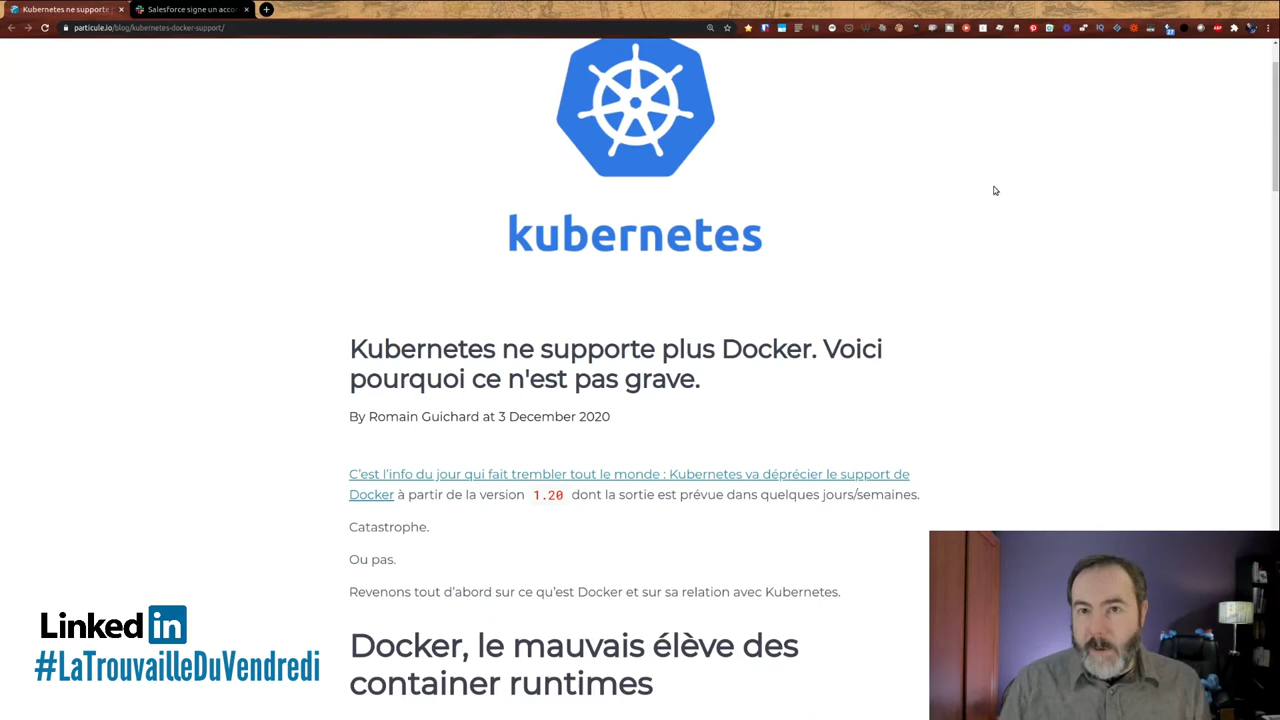 Kubernetes ne supporte
Salesforce signe un acco
particule.io/blog/kubernetes-docker-support/
kubernetes
Kubernetes ne supporte plus Docker. Voici
pourquoi ce n'est pas grave.
By Romain Guichard at 3 December 2020
C'est l'info du jour qui fait trembler tout le monde : Kubernetes va déprécier le support de
Docker à partir de la version 1.20 dont la sortie est prévue dans quelques jours/semaines.
Catastrophe.
Ou pas.
Revenons tout d'abord sur ce qu'est Docker et sur sa relation avec Kubernetes.
Docker, le mauvais élève des
container runtimes
Linked in
#LaTrouvailleDuVendredi